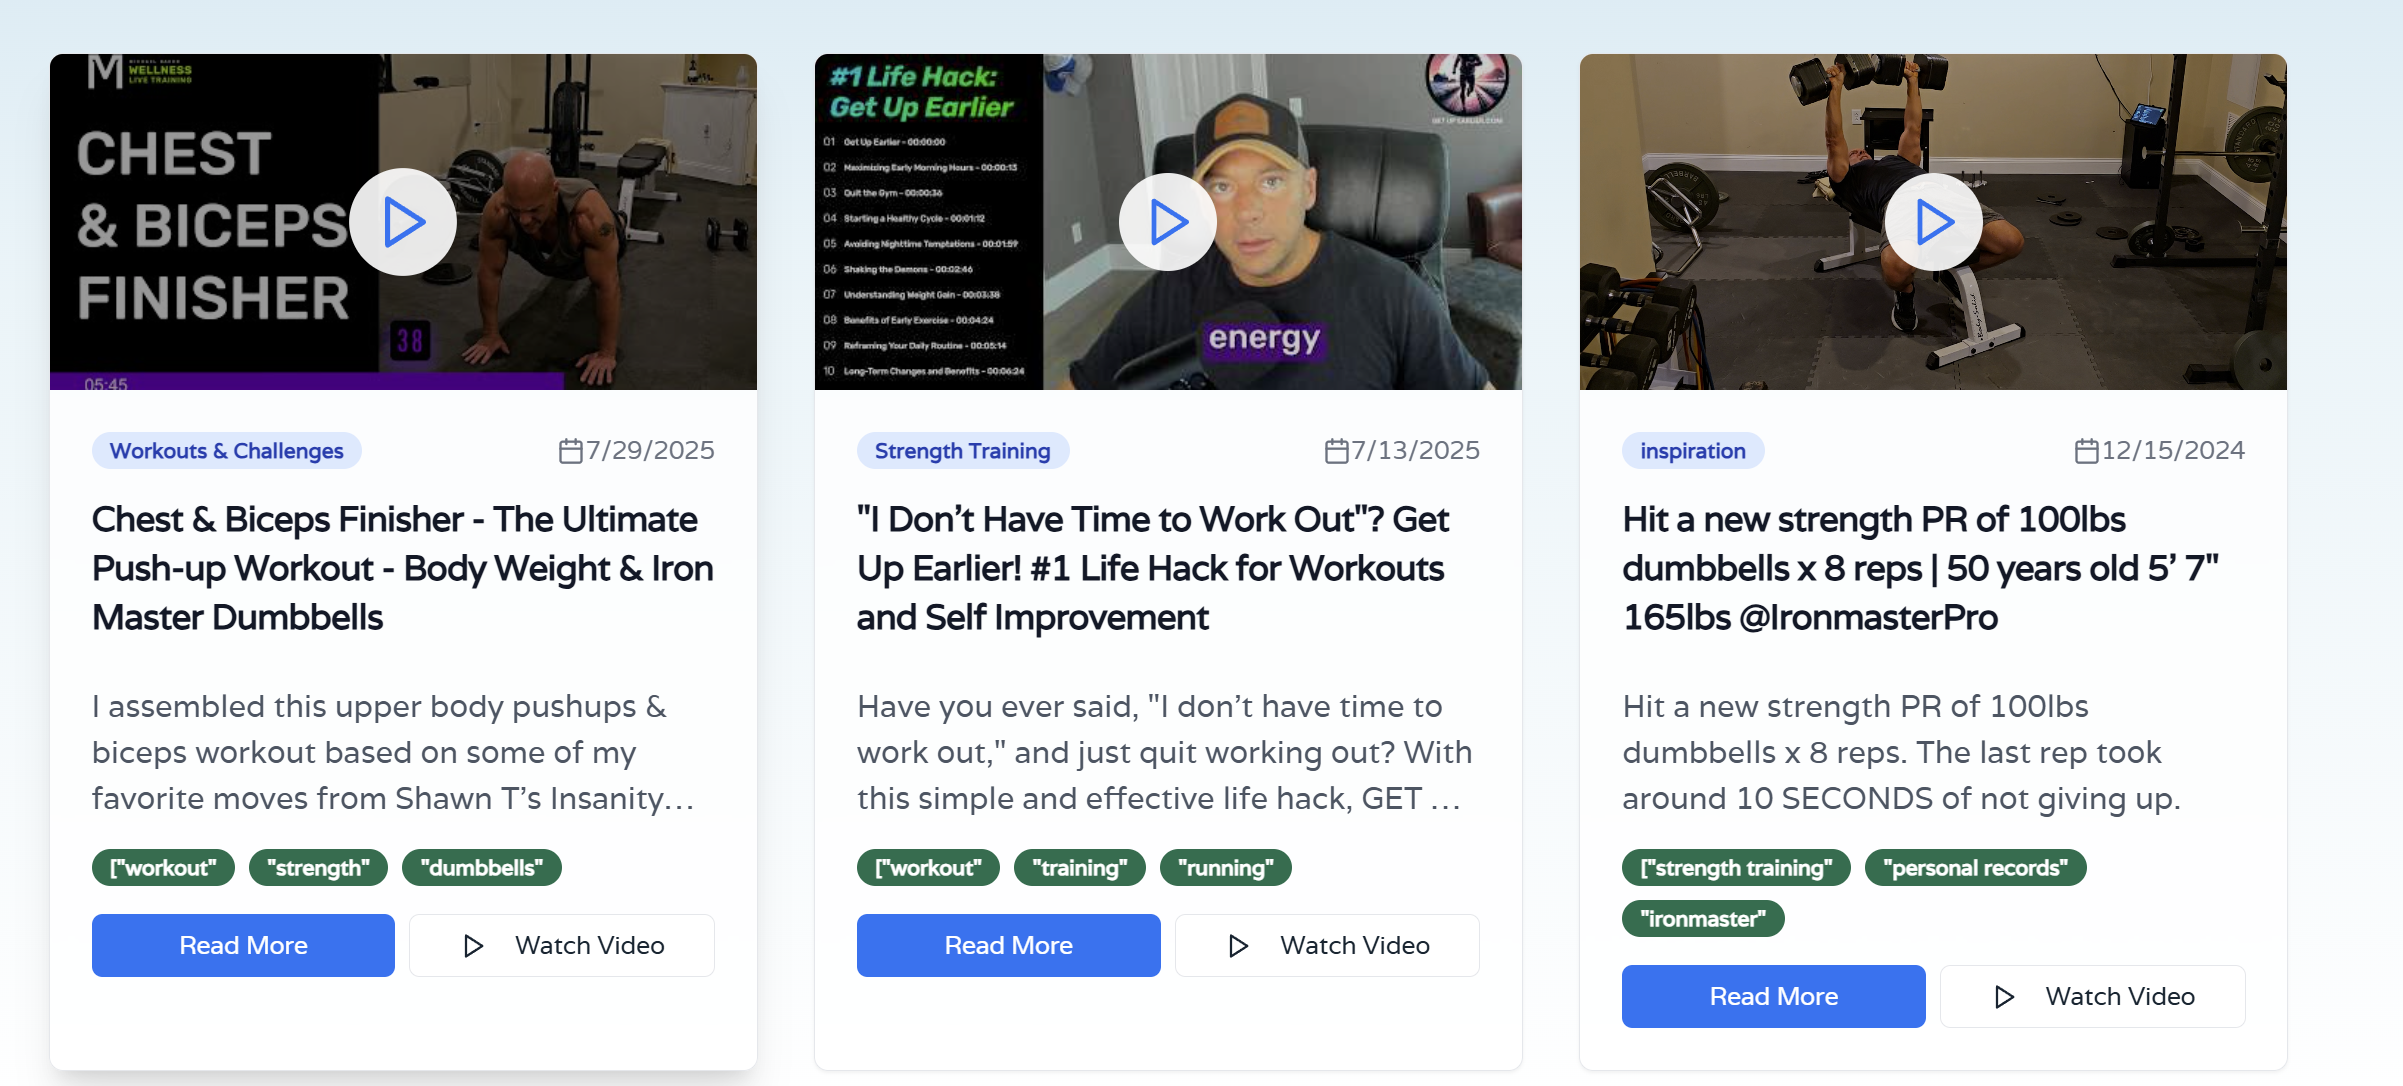 M
WELLNESS
LIVE TRAINING
CHEST
& BICEPS
FINISHER
38
05:45
Workouts & Challenges
7/29/2025
Chest & Biceps Finisher - The Ultimate
Push-up Workout - Body Weight & Iron
Master Dumbbells
I assembled this upper body pushups &
biceps workout based on some of my
favorite moves from Shawn T's Insanity...
["workout" "strength" "dumbbells"
Read More
Watch Video
#1 Life Hack:
Get Up Earlier
01 Get Up Earlier - 00:00:00
02 Maximizing Early Morning Hours - 00:00:13
03 Quit the Gym - 00:00:36
04 Starting a Healthy Cycle - 00:01:12
05 Avoiding Nighttime Temptations - 00:01:59
06 Shaking the Demons - 00:02:46
07 Understanding Weight Gain - 00:03:38
08 Benefits of Early Exercise - 00:04:24
09 Reframing Your Daily Routine - 00:05:14
10 Long-Term Changes and Benefits - 00:06:24
GET UP EARLIER.COM
energy
Strength Training
7/13/2025
"I Don't Have Time to Work Out"? Get
Up Earlier! #1 Life Hack for Workouts
and Self Improvement
Have you ever said, "I don't have time to
work out," and just quit working out? With
this simple and effective life hack, GET ...
["workout" "training" "running"
Read More
Watch Video
inspiration
12/15/2024
Hit a new strength PR of 100lbs
dumbbells x 8 reps | 50 years old 5' 7"
165lbs @IronmasterPro
Hit a new strength PR of 100lbs
dumbbells x 8 reps. The last rep took
around 10 SECONDS of not giving up.
["strength training" "personal records"
"ironmaster"
Read More
Watch Video